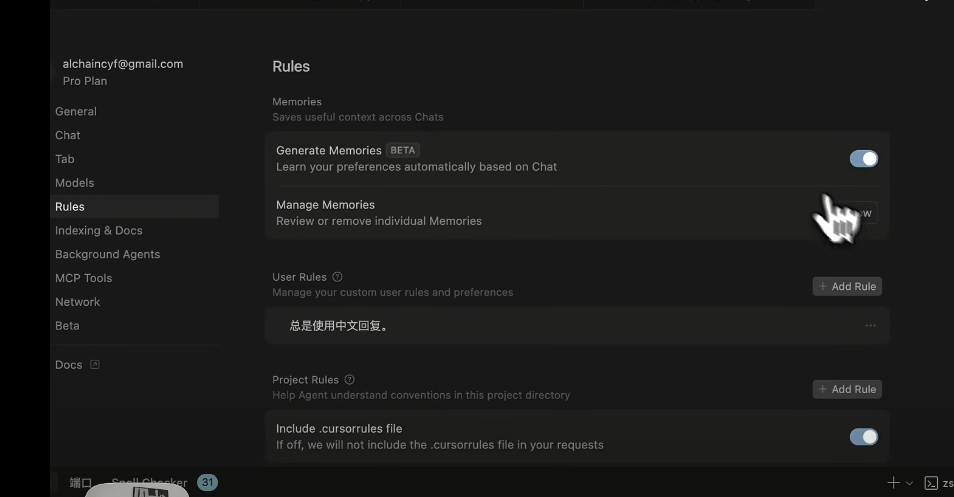 alchaincyf@gmail.com
Pro Plan
General
Chat
Tab
Models
Rules
Indexing & Docs
Background Agents
MCP Tools
Network
Beta
Docs
Rules
Memories
Saves useful context across Chats
Generate Memories BETA
Learn your preferences automatically based on Chat
Manage Memories
Review or remove individual Memories
User Rules
+ Add Rule
Manage your custom user rules and preferences
总是使用中文回复。
Project Rules
+ Add Rule
Help Agent understand conventions in this project directory
Include .cursorrules file
If off, we will not include the .cursorrules file in your requests
端口 Spell Checker 31
zs